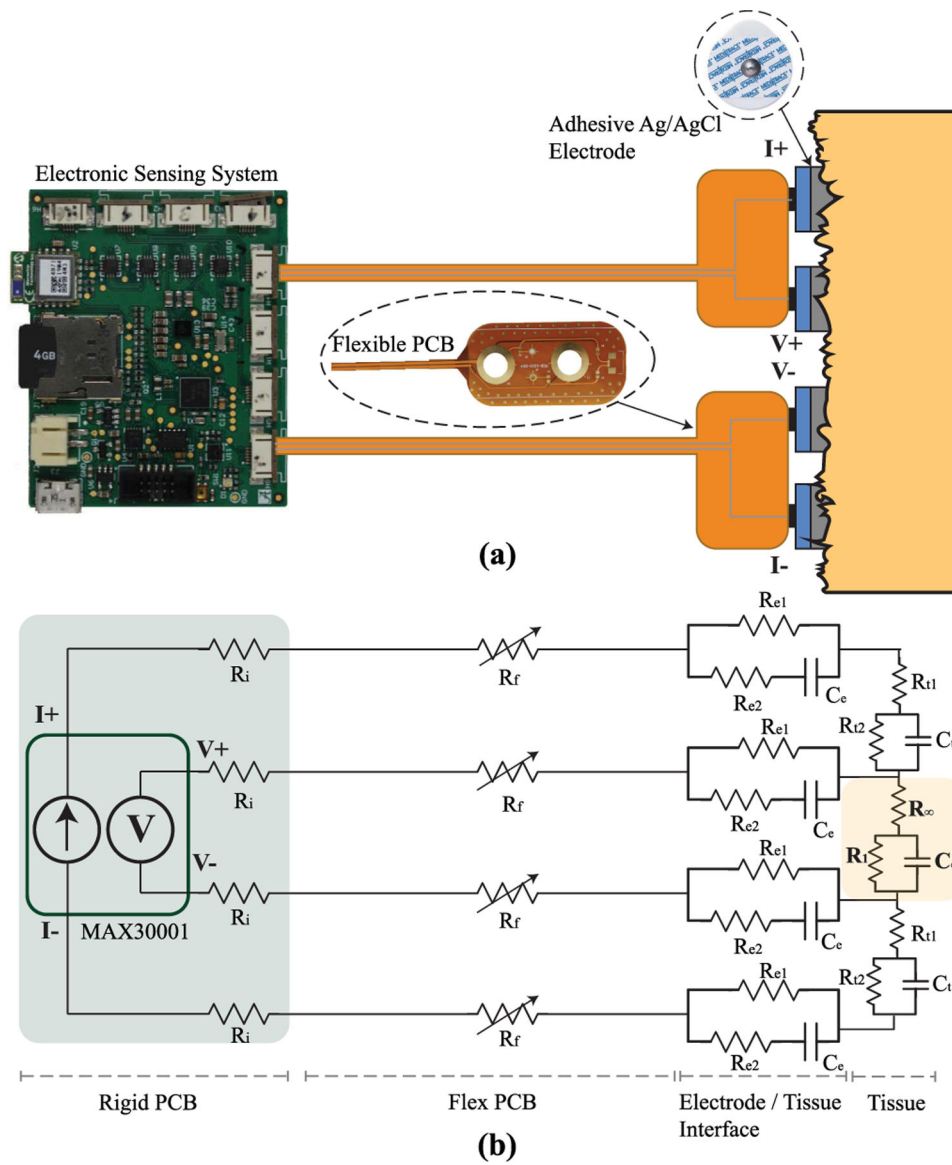 Adhesive Ag/AgCl
Electrode
I+
Electronic Sensing System
4GB
Flexible PCB
V+
V-
I-
(a)
Re1
Ri
Rf
Re2
Ce
Rt1
Rt2
C
I+
V+
Re1
Ri
Rf
Re2
Ce
R∞
V
V-
Re1
R1
C
I-
MAX30001
Ri
Rf
Re2
Ce
Rt1
Re1
Rt2
Ct
Ri
Rf
Re2
Ce
Rigid PCB
Flex PCB
Electrode / Tissue
Interface
Tissue
(b)